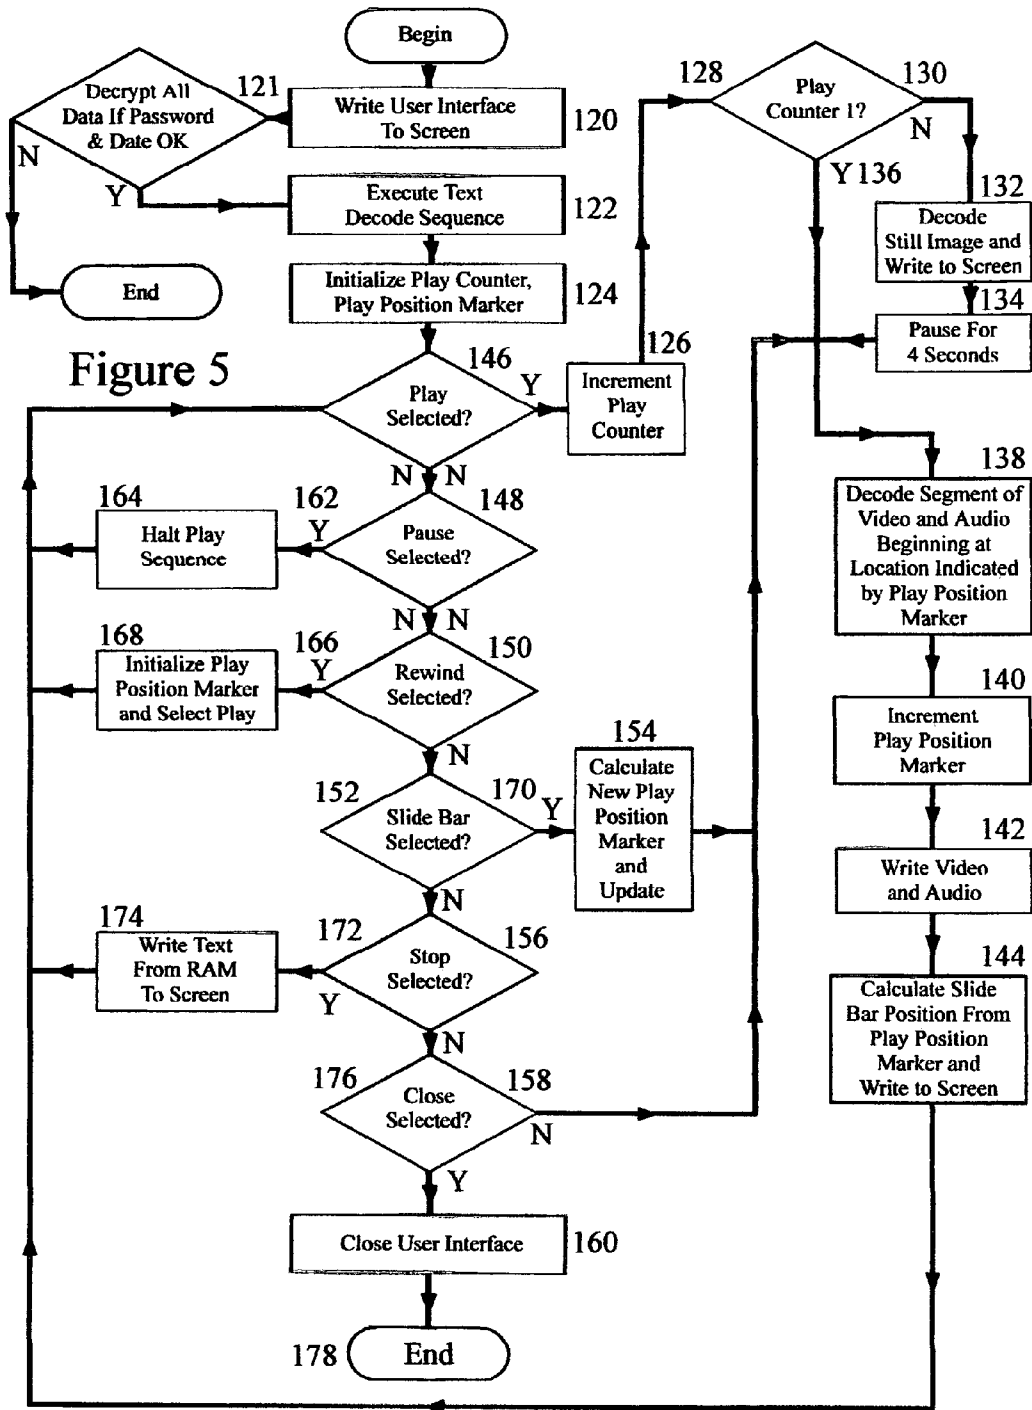 Begin
121
Decrypt All
Data If Password
& Date OK
N
Y
Write User Interface
To Screen
120
Execute Text
Decode Sequence
122
End
Initialize Play Counter,
Play Position Marker
124
Figure 5
146
Play
Selected?
Y
N N
126
Increment
Play
Counter
128
Play
Counter 1?
130
N
Y 136
132
Decode
Still Image and
Write to Screen
134
Pause For
4 Seconds
138
Decode Segment of
Video and Audio
Beginning at
Location Indicated
by Play Position
Marker
140
Increment
Play Position
Marker
142
Write Video
and Audio
144
Calculate Slide
Bar Position From
Play Position
Marker and
Write to Screen
164
Halt Play
Sequence
162
Y
148
Pause
Selected?
N N
168
Initialize Play
Position Marker
and Select Play
166
Y
150
Rewind
Selected?
N
152
Slide Bar
Selected?
170
Y
N
154
Calculate
New Play
Position
Marker
and
Update
174
Write Text
From RAM
To Screen
172
Y
156
Stop
Selected?
N
176
Close
Selected?
158
N
Y
Close User Interface
160
178
End